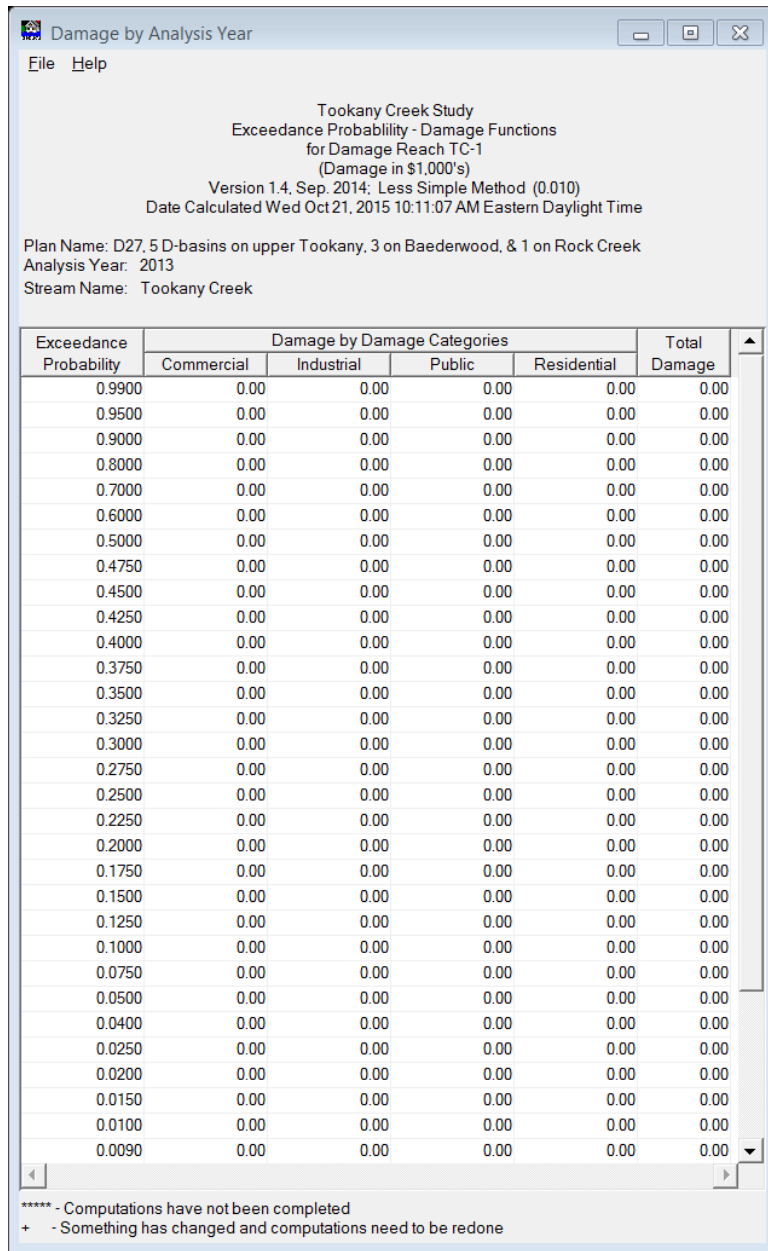 Damage by Analysis Year
File Help
Tookany Creek Study
Exceedance Probablility - Damage Functions
for Damage Reach TC-1
(Damage in $1,000's)
Version 1.4, Sep. 2014; Less Simple Method (0.010)
Date Calculated Wed Oct 21, 2015 10:11:07 AM Eastern Daylight Time
Plan Name: D27, 5 D-basins on upper Tookany, 3 on Baederwood, & 1 on Rock Creek
Analysis Year: 2013
Stream Name: Tookany Creek
Exceedance Damage by Damage Categories Total
Probability Commercial Industrial Public Residential Damage
0.9900 0.00 0.00 0.00 0.00 0.00
0.9500 0.00 0.00 0.00 0.00 0.00
0.9000 0.00 0.00 0.00 0.00 0.00
0.8000 0.00 0.00 0.00 0.00 0.00
0.7000 0.00 0.00 0.00 0.00 0.00
0.6000 0.00 0.00 0.00 0.00 0.00
0.5000 0.00 0.00 0.00 0.00 0.00
0.4750 0.00 0.00 0.00 0.00 0.00
0.4500 0.00 0.00 0.00 0.00 0.00
0.4250 0.00 0.00 0.00 0.00 0.00
0.4000 0.00 0.00 0.00 0.00 0.00
0.3750 0.00 0.00 0.00 0.00 0.00
0.3500 0.00 0.00 0.00 0.00 0.00
0.3250 0.00 0.00 0.00 0.00 0.00
0.3000 0.00 0.00 0.00 0.00 0.00
0.2750 0.00 0.00 0.00 0.00 0.00
0.2500 0.00 0.00 0.00 0.00 0.00
0.2250 0.00 0.00 0.00 0.00 0.00
0.2000 0.00 0.00 0.00 0.00 0.00
0.1750 0.00 0.00 0.00 0.00 0.00
0.1500 0.00 0.00 0.00 0.00 0.00
0.1250 0.00 0.00 0.00 0.00 0.00
0.1000 0.00 0.00 0.00 0.00 0.00
0.0750 0.00 0.00 0.00 0.00 0.00
0.0500 0.00 0.00 0.00 0.00 0.00
0.0400 0.00 0.00 0.00 0.00 0.00
0.0250 0.00 0.00 0.00 0.00 0.00
0.0200 0.00 0.00 0.00 0.00 0.00
0.0150 0.00 0.00 0.00 0.00 0.00
0.0100 0.00 0.00 0.00 0.00 0.00
0.0090 0.00 0.00 0.00 0.00 0.00
***** - Computations have not been completed
+ - Something has changed and computations need to be redone